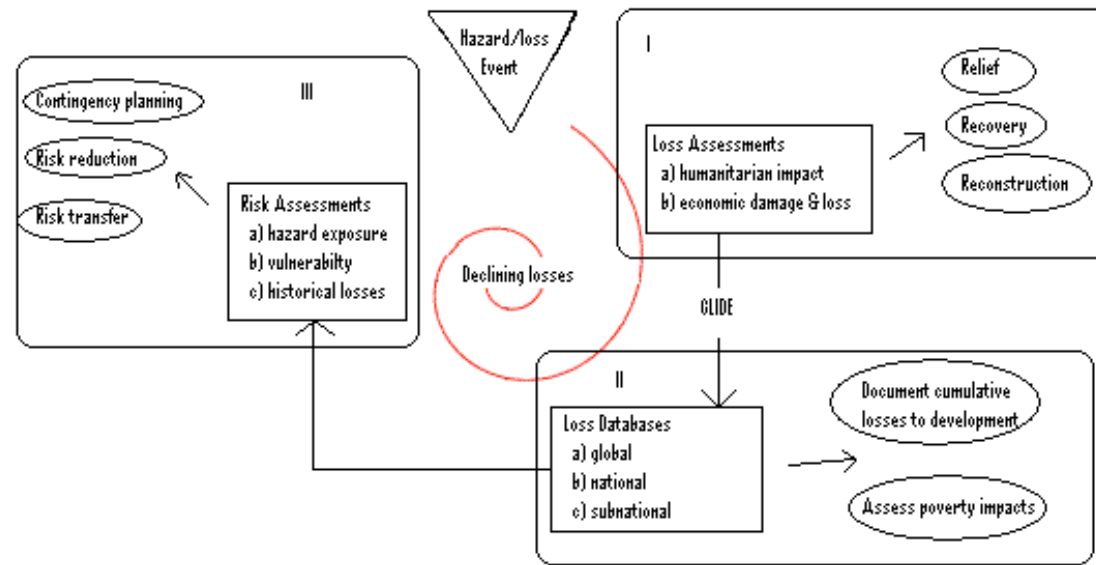 Hazard/loss
Event
I
Relief
Recovery
Reconstruction
Loss Assessments
a) humanitarian impact
b) economic damage & loss
III
Contingency planning
Risk reduction
Risk transfer
Risk Assessments
a) hazard exposure
b) vulnerabilty
c) historical losses
Declining losses
GLIDE
II
Loss Databases
a) global
b) national
c) subnational
Document cumulative
losses to development
Assess poverty impacts